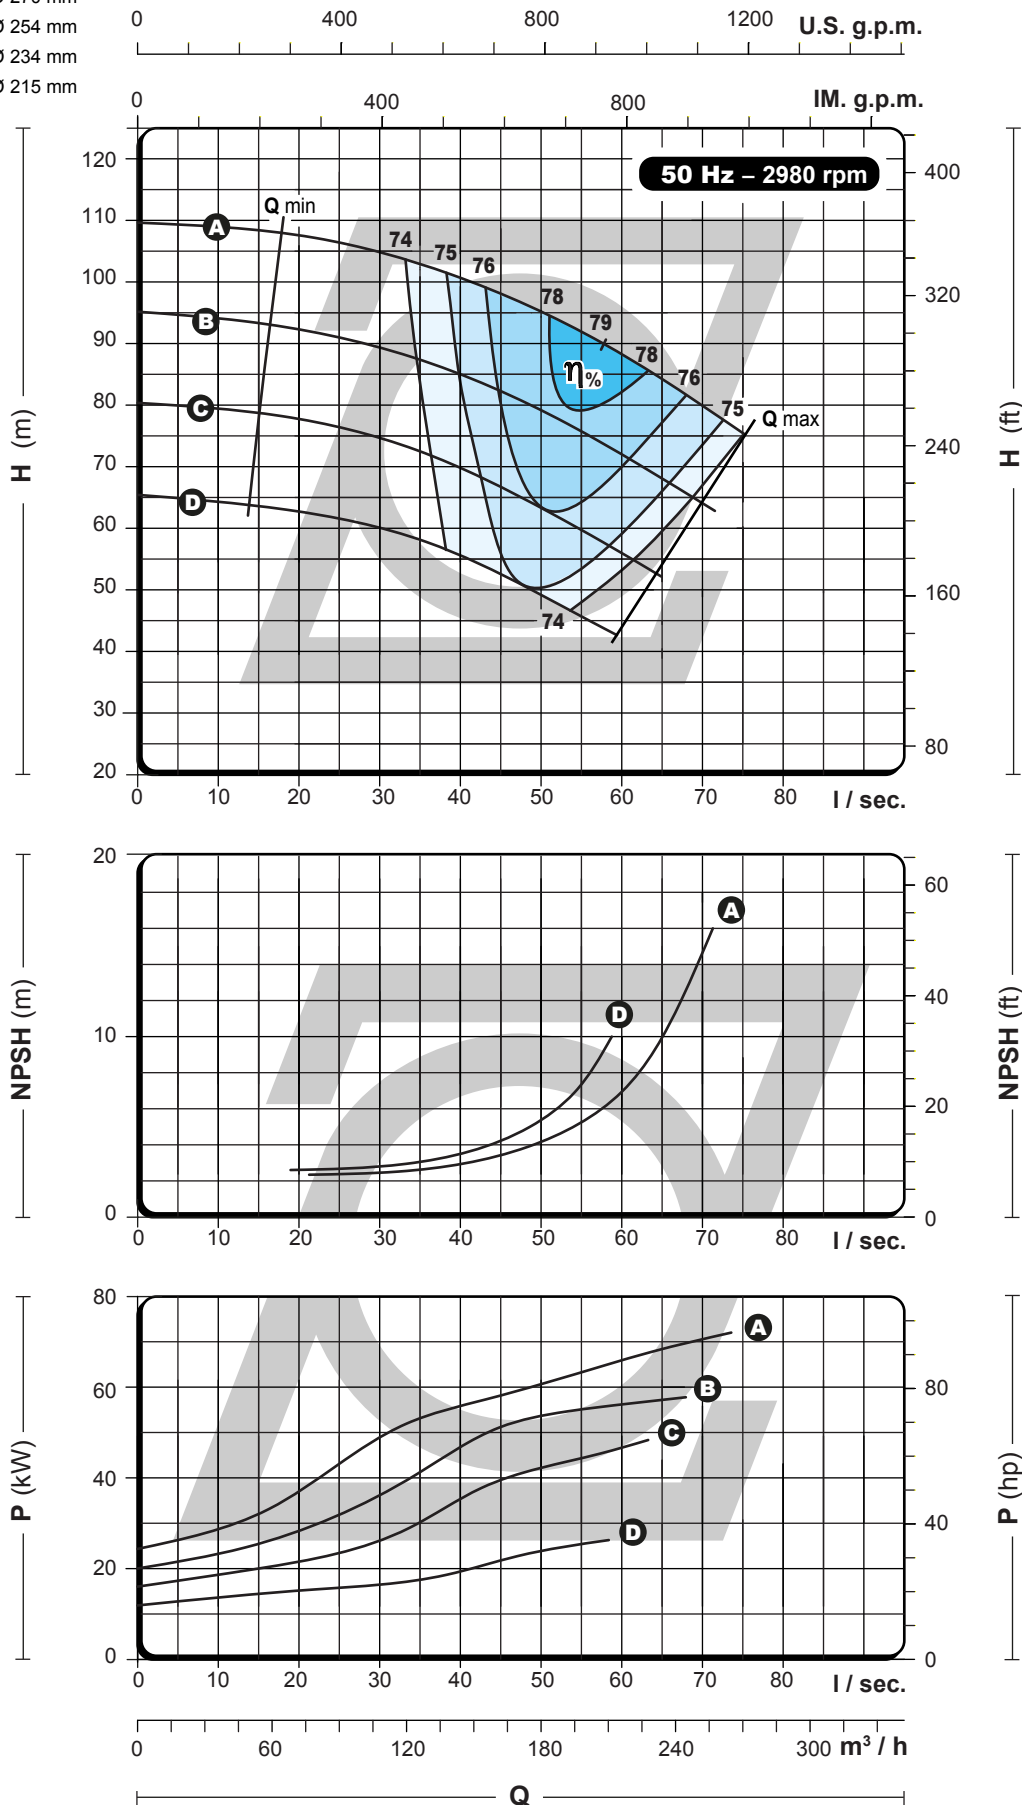 Ø 254 mm
Ø 234 mm
Ø 215 mm
0 400 800 1200 U.S. g.p.m.
0 400 800 IM. g.p.m.
50 Hz – 2980 rpm
H (m)
120
110
100
90
80
70
60
50
40
30
20
400
320
240
160
80
H (ft)
Q min
A
B
C
D
74
75
76
78
79
78
76
75
74
η%
Q max
0 10 20 30 40 50 60 70 80 l / sec.
NPSH (m)
20
10
0
60
40
20
0
NPSH (ft)
A
D
0 10 20 30 40 50 60 70 80 l / sec.
P (kW)
80
60
40
20
0
80
40
0
P (hp)
A
B
C
D
0 10 20 30 40 50 60 70 80 l / sec.
0 60 120 180 240 300 m³ / h
Q